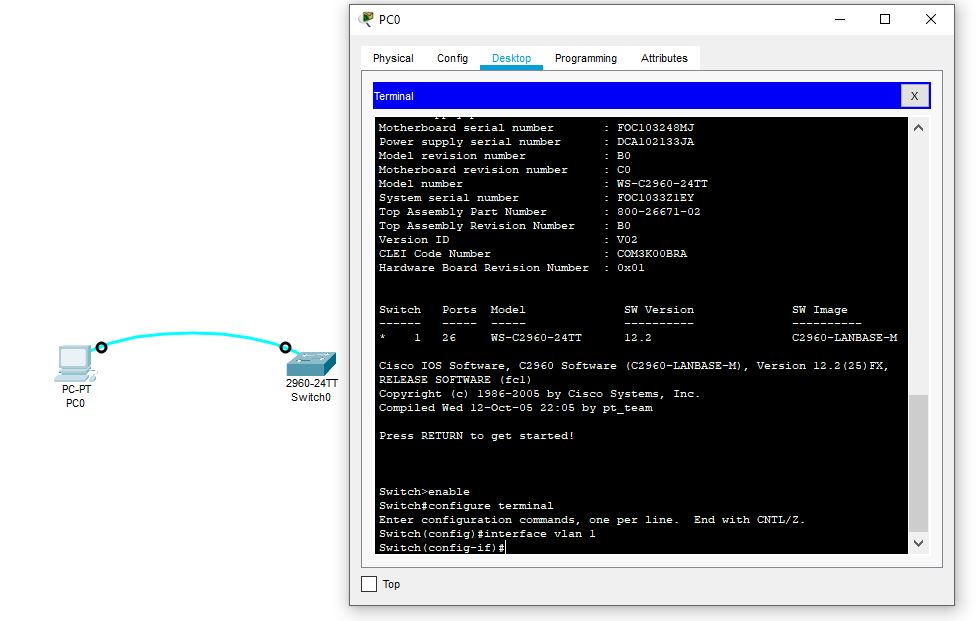 PC0
Physical Config Desktop Programming Attributes
Terminal
X
Motherboard serial number : FOC103248MJ
Power supply serial number : DCA102133JA
Model revision number : B0
Motherboard revision number : C0
Model number : WS-C2960-24TT
System serial number : FOC1033Z1EY
Top Assembly Part Number : 800-26671-02
Top Assembly Revision Number : B0
Version ID : V02
CLEI Code Number : COM3K00BRA
Hardware Board Revision Number : 0x01
Switch Ports Model SW Version SW Image
------ ----- ----- ---------- ----------
* 1 26 WS-C2960-24TT 12.2 C2960-LANBASE-M
Cisco IOS Software, C2960 Software (C2960-LANBASE-M), Version 12.2(25)FX,
RELEASE SOFTWARE (fc1)
Copyright (c) 1986-2005 by Cisco Systems, Inc.
Compiled Wed 12-Oct-05 22:05 by pt_team
Press RETURN to get started!
Switch>enable
Switch#configure terminal
Enter configuration commands, one per line. End with CNTL/Z.
Switch(config)#interface vlan 1
Switch(config-if)#
Top
PC-PT
PC0
2960-24TT
Switch0